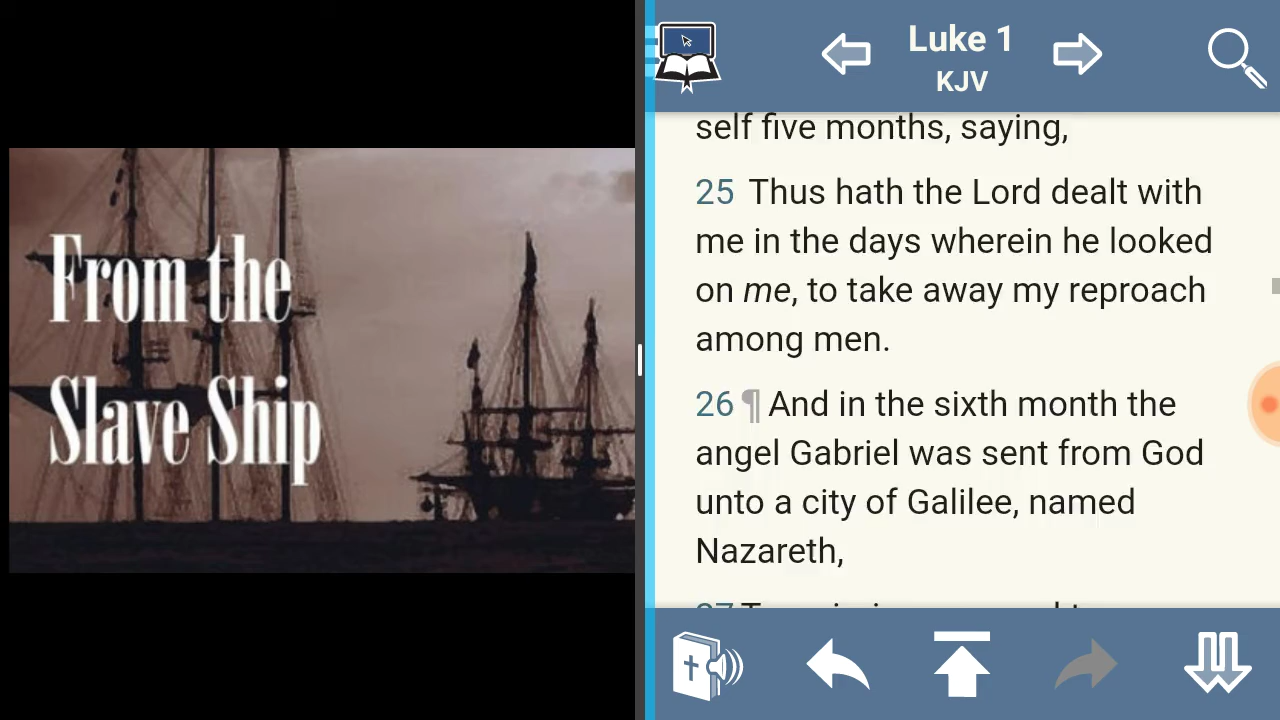 From the
Slave Ship
Luke 1
KJV
self five months, saying,
25 Thus hath the Lord dealt with
me in the days wherein he looked
on me, to take away my reproach
among men.
26 ¶ And in the sixth month the
angel Gabriel was sent from God
unto a city of Galilee, named
Nazareth,